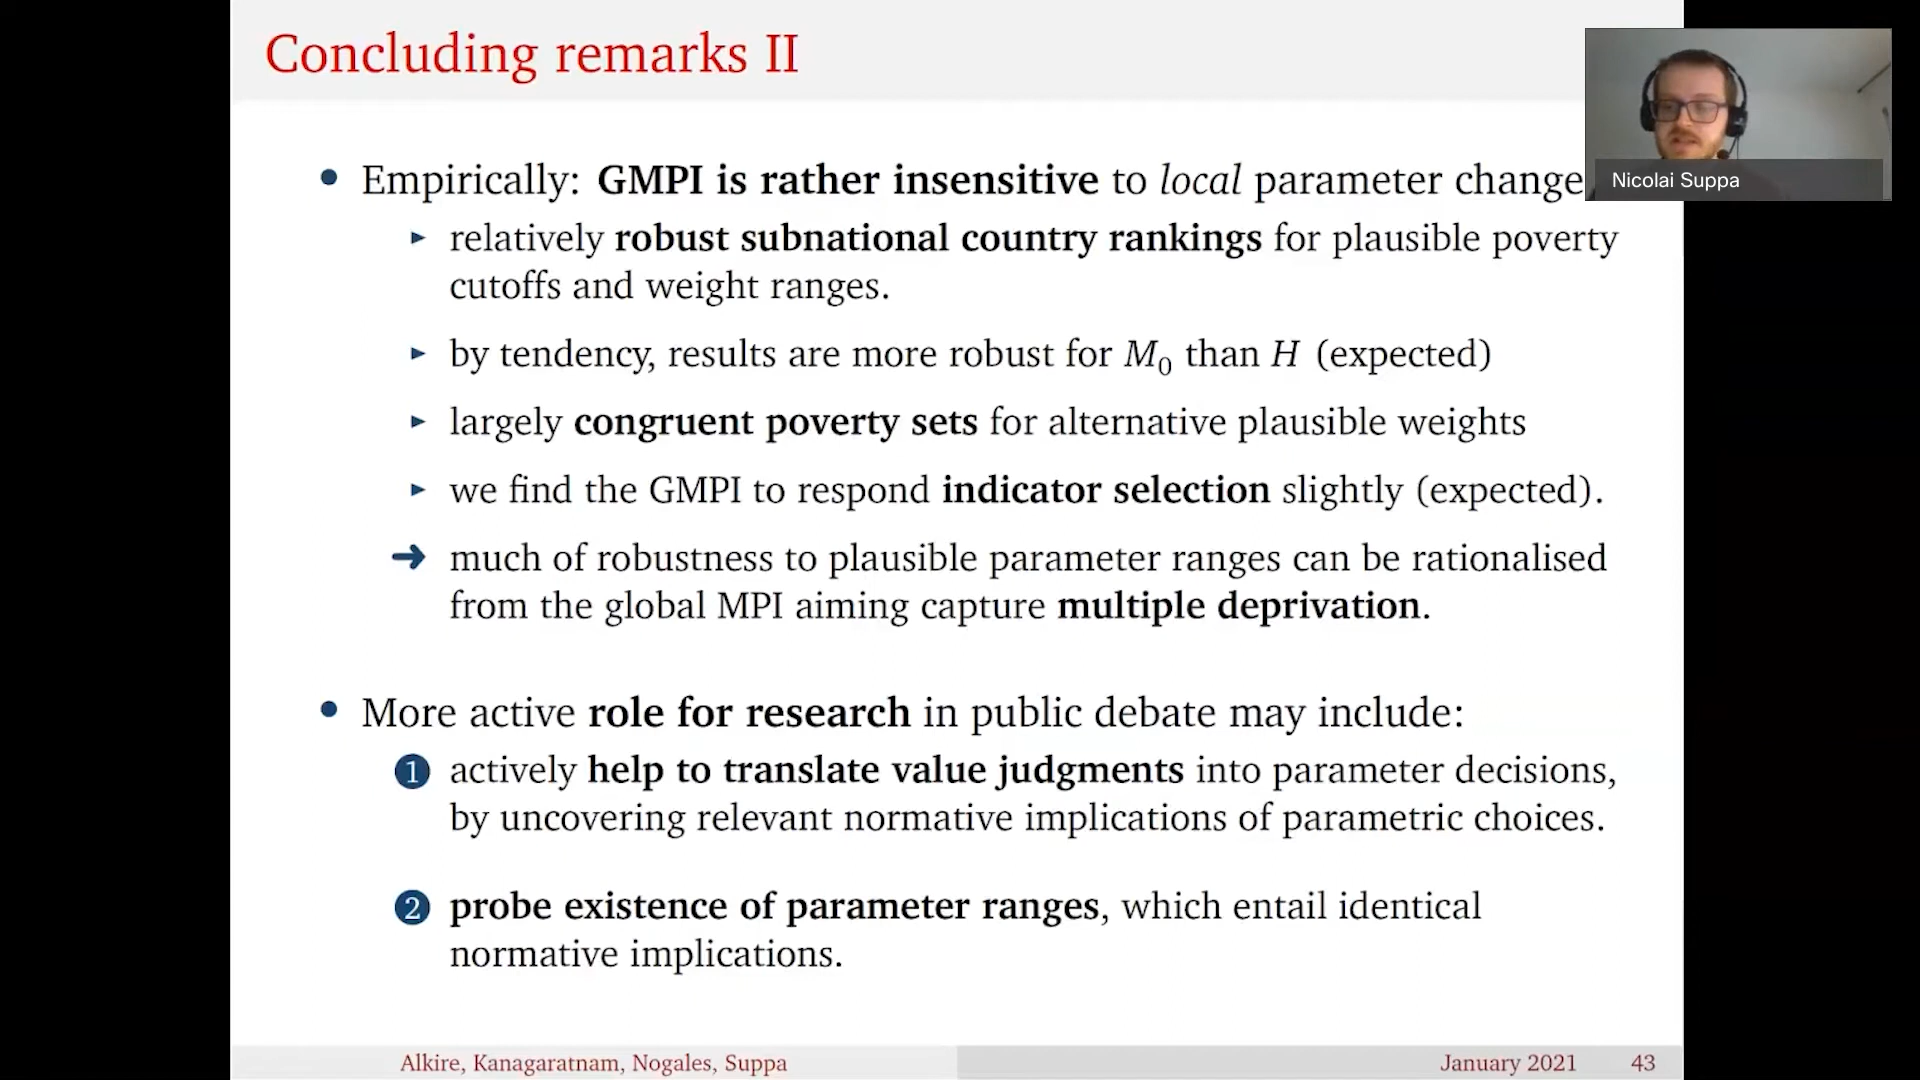 Concluding remarks II
Nicolai Suppa
• Empirically: GMPI is rather insensitive to local parameter change
► relatively robust subnational country rankings for plausible poverty
cutoffs and weight ranges.
► by tendency, results are more robust for M₀ than H (expected)
► largely congruent poverty sets for alternative plausible weights
► we find the GMPI to respond indicator selection slightly (expected).
➜ much of robustness to plausible parameter ranges can be rationalised
from the global MPI aiming capture multiple deprivation.
• More active role for research in public debate may include:
1 actively help to translate value judgments into parameter decisions,
by uncovering relevant normative implications of parametric choices.
2 probe existence of parameter ranges, which entail identical
normative implications.
Alkire, Kanagaratnam, Nogales, Suppa January 2021 43